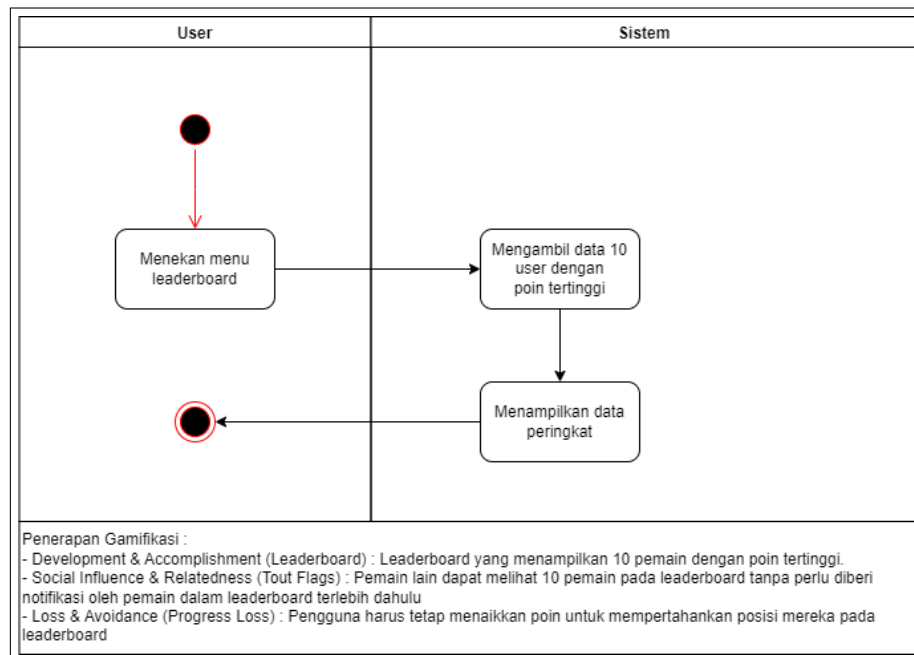 User
Sistem
Menekan menu
leaderboard
Mengambil data 10
user dengan
poin tertinggi
Menampilkan data
peringkat
Penerapan Gamifikasi :
- Development & Accomplishment (Leaderboard) : Leaderboard yang menampilkan 10 pemain dengan poin tertinggi.
- Social Influence & Relatedness (Tout Flags) : Pemain lain dapat melihat 10 pemain pada leaderboard tanpa perlu diberi
notifikasi oleh pemain dalam leaderboard terlebih dahulu
- Loss & Avoidance (Progress Loss) : Pengguna harus tetap menaikkan poin untuk mempertahankan posisi mereka pada
leaderboard